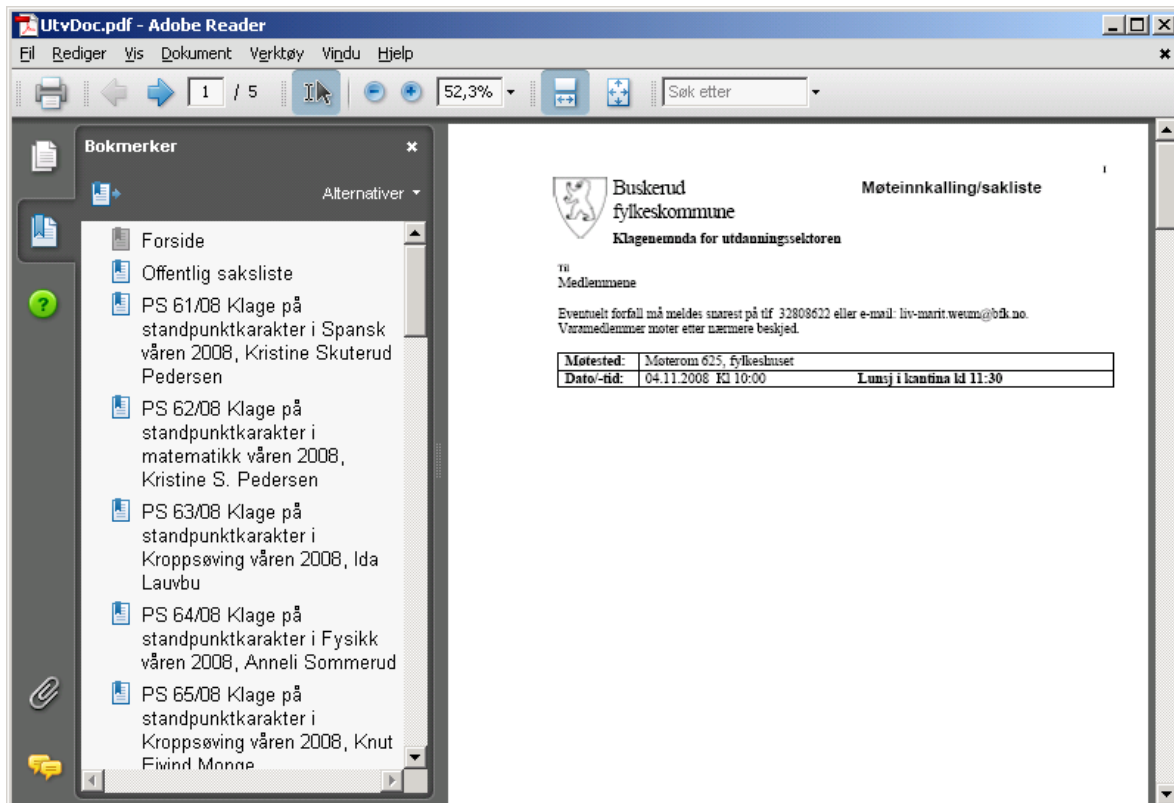 UtvDoc.pdf - Adobe Reader
Fil Rediger Vis Dokument Verktøy Vindu Hjelp
1 / 5 52,3% Søk etter
Bokmerker
Alternativer
Forside
Offentlig saksliste
PS 61/08 Klage på
standpunktkarakter i Spansk
våren 2008, Kristine Skuterud
Pedersen
PS 62/08 Klage på
standpunktkarakter i
matematikk våren 2008,
Kristine S. Pedersen
PS 63/08 Klage på
standpunktkarakter i
Kroppsøving våren 2008, Ida
Lauvbu
PS 64/08 Klage på
standpunktkarakter i Fysikk
våren 2008, Anneli Sommerud
PS 65/08 Klage på
standpunktkarakter i
Kroppsøving våren 2008, Knut
Eivind Monge
1
Buskerud
fylkeskommune
Møteinnkalling/sakliste
Klagenemnda for utdanningssektoren
Til
Medlemmene
Eventuelt forfall må meldes snarest på tlf 32808622 eller e-mail: liv-marit.weum@bfk.no.
Varamedlemmer møter etter nærmere beskjed.
Møtested: Møterom 625, fylkeshuset
Dato/-tid: 04.11.2008 Kl 10:00 Lunsj i kantina kl 11:30